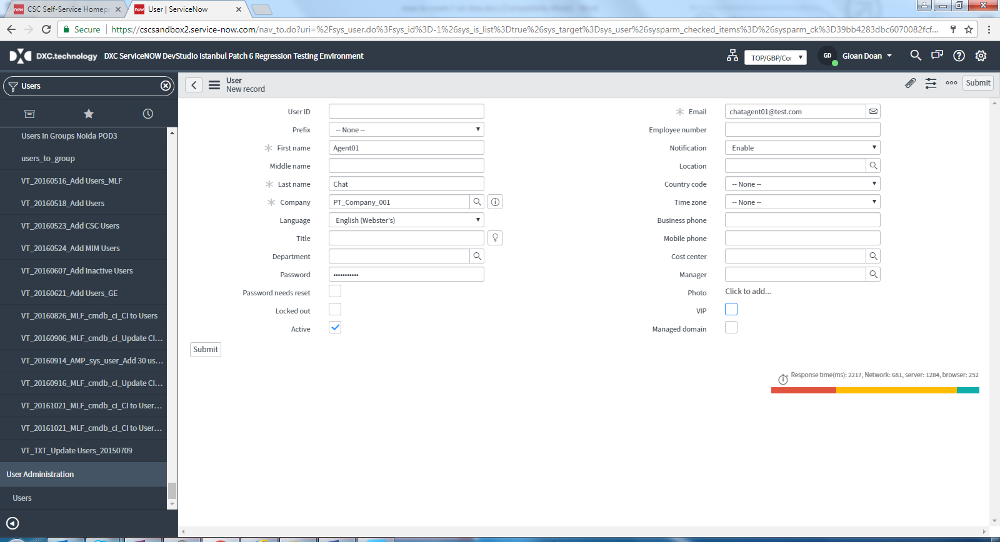 CSC Self-Service Homepa
User | ServiceNow
Secure
https://cscsandbox2.service-now.com/nav_to.do?uri=%2Fsys_user.do%3Fsys_id%3D-1%26sys_is_list%3Dtrue%26sys_target%3Dsys_user%26sysparm_checked_items%3D%26sysparm_ck%3D39bb4283dbc6070082fcf...
DXC.technology
DXC ServiceNOW DevStudio Istanbul Patch 6 Regression Testing Environment
TOP/GBP/Cor
GD
Gioan Doan
Users
User
New record
Submit
Users In Groups Noida POD3
users_to_group
VT_20160516_Add Users_MLF
VT_20160518_Add Users
VT_20160523_Add CSC Users
VT_20160524_Add MIM Users
VT_20160607_Add Inactive Users
VT_20160621_Add Users_GE
VT_20160826_MLF_cmdb_ci_CI to Users
VT_20160906_MLF_cmdb_ci_Update CI...
VT_20160914_AMP_sys_user_Add 30 us...
VT_20160916_MLF_cmdb_ci_Update CI...
VT_20161021_MLF_cmdb_ci_CI to User...
VT_20161021_MLF_cmdb_ci_CI to User...
VT_TXT_Update Users_20150709
User Administration
Users
User ID
Prefix -- None --
First name Agent01
Middle name
Last name Chat
Company PT_Company_001
Language English (Webster's)
Title
Department
Password
Password needs reset
Locked out
Active
Submit
Email chatagent01@test.com
Employee number
Notification Enable
Location
Country code -- None --
Time zone -- None --
Business phone
Mobile phone
Cost center
Manager
Photo Click to add...
VIP
Managed domain
Response time(ms): 2217, Network: 681, server: 1284, browser: 252